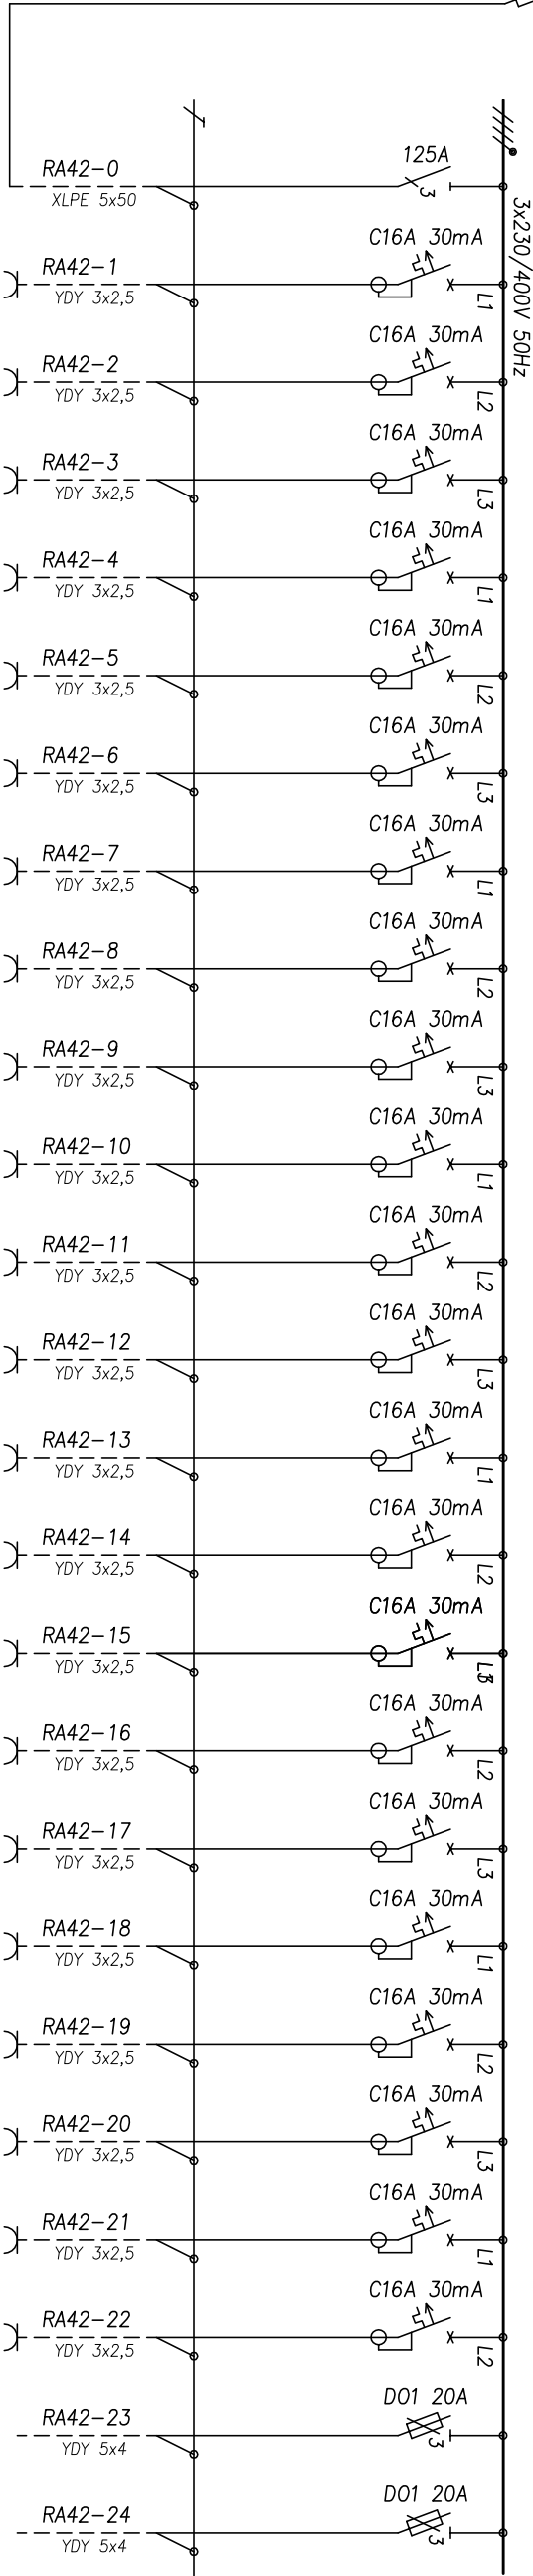 125A
RA42-0
XLPE 5x50
3x230/400V 50Hz
C16A 30mA
RA42-1
YDY 3x2,5
L1
C16A 30mA
RA42-2
YDY 3x2,5
L2
C16A 30mA
RA42-3
YDY 3x2,5
L3
C16A 30mA
RA42-4
YDY 3x2,5
L1
C16A 30mA
RA42-5
YDY 3x2,5
L2
C16A 30mA
RA42-6
YDY 3x2,5
L3
C16A 30mA
RA42-7
YDY 3x2,5
L1
C16A 30mA
RA42-8
YDY 3x2,5
L2
C16A 30mA
RA42-9
YDY 3x2,5
L3
C16A 30mA
RA42-10
YDY 3x2,5
L1
C16A 30mA
RA42-11
YDY 3x2,5
L2
C16A 30mA
RA42-12
YDY 3x2,5
L3
C16A 30mA
RA42-13
YDY 3x2,5
L1
C16A 30mA
RA42-14
YDY 3x2,5
L2
C16A 30mA
RA42-15
YDY 3x2,5
C16A 30mA
RA42-16
YDY 3x2,5
L2
C16A 30mA
RA42-17
YDY 3x2,5
L3
C16A 30mA
RA42-18
YDY 3x2,5
L1
C16A 30mA
RA42-19
YDY 3x2,5
L2
C16A 30mA
RA42-20
YDY 3x2,5
L3
C16A 30mA
RA42-21
YDY 3x2,5
L1
C16A 30mA
RA42-22
YDY 3x2,5
L2
D01 20A
RA42-23
YDY 5x4
3
D01 20A
RA42-24
YDY 5x4
3